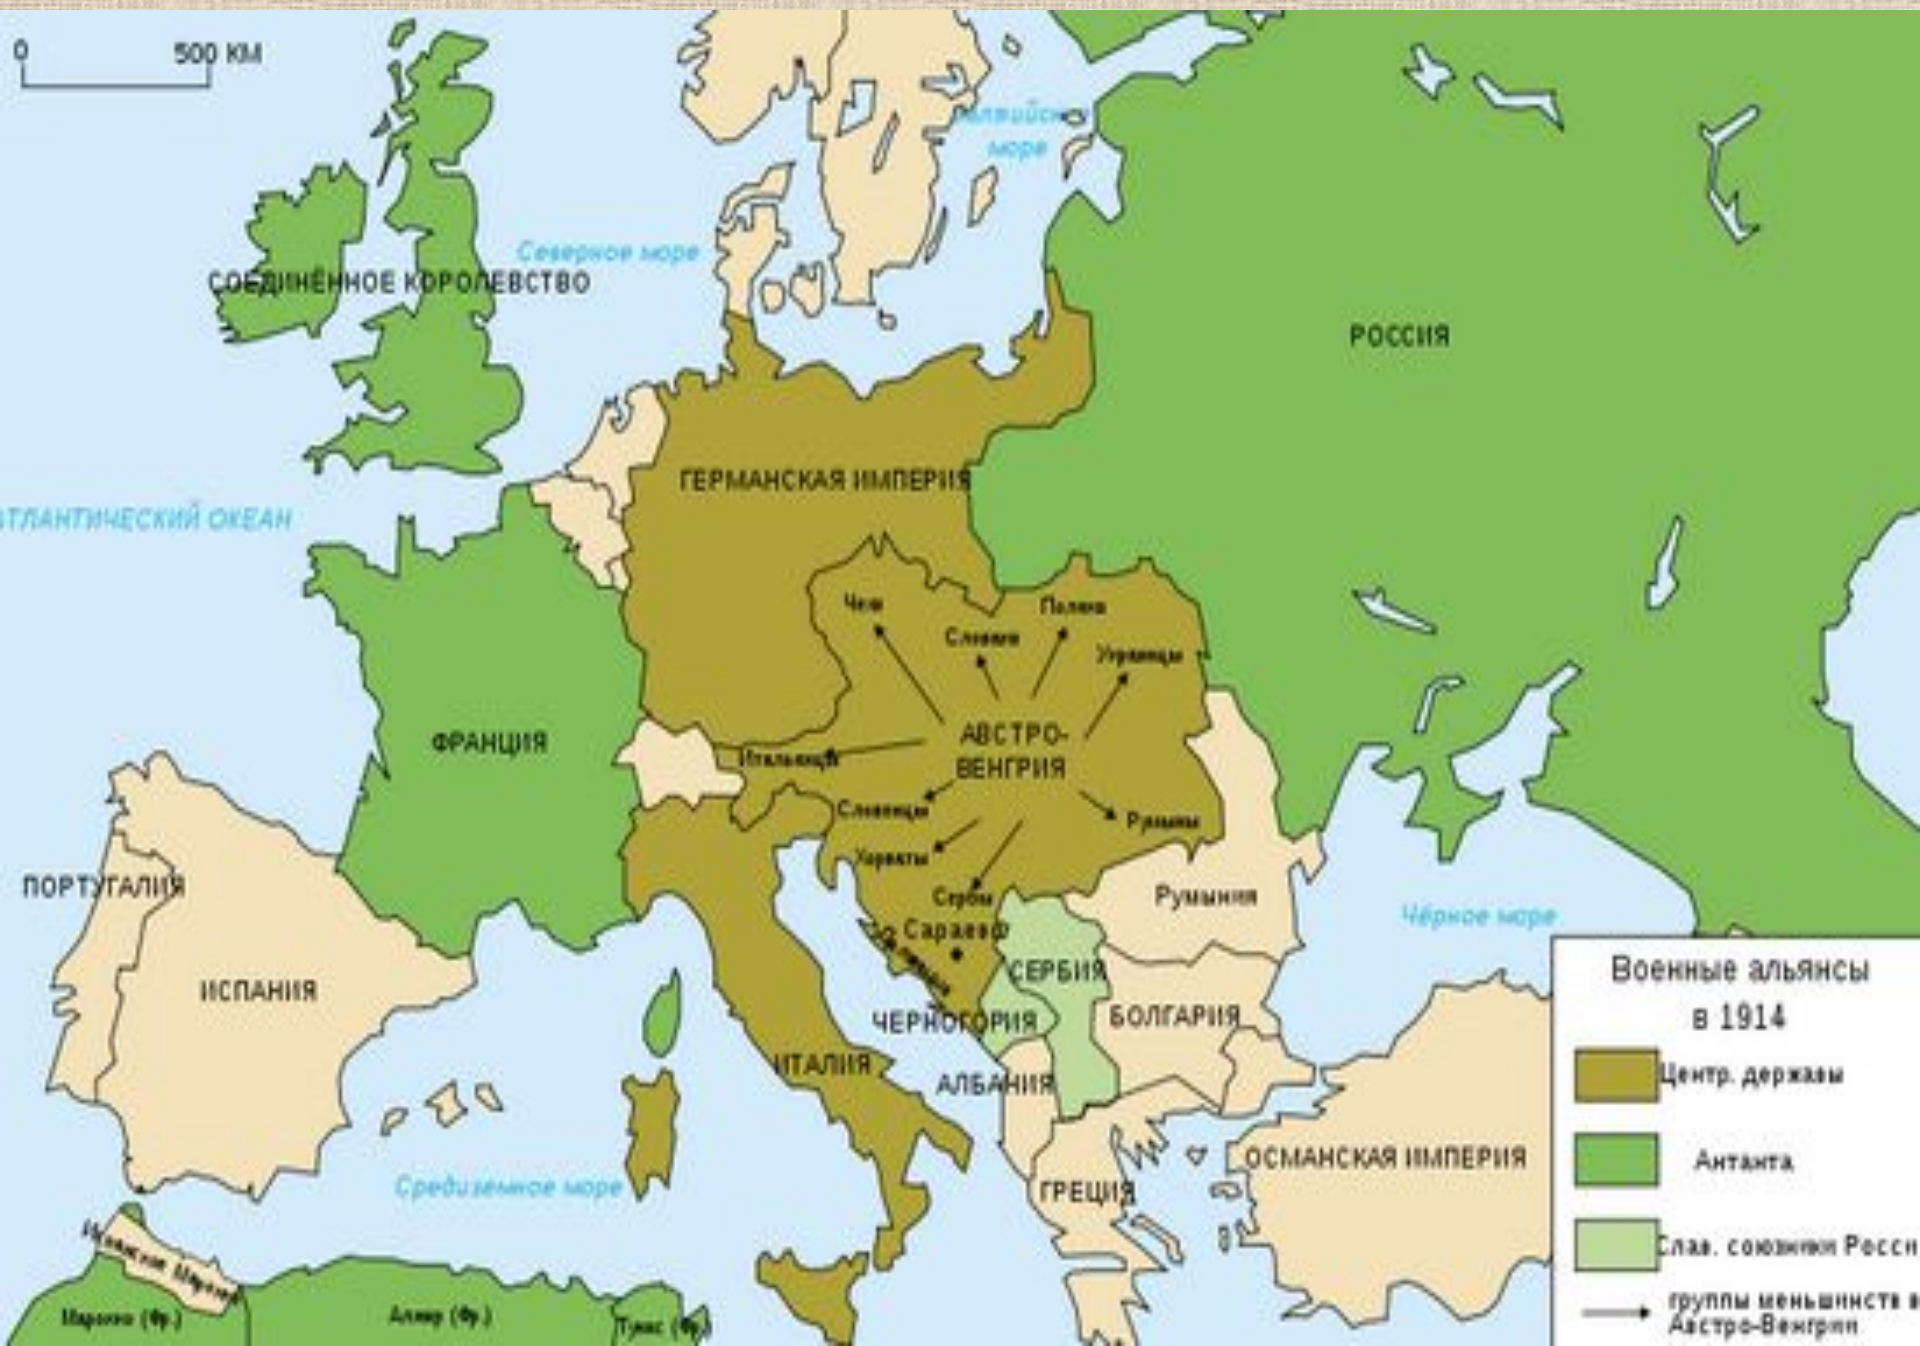 0 500 КМ
Балтийское
море
Северное море
СОЕДИНЁННОЕ КОРОЛЕВСТВО
РОССИЯ
ГЕРМАНСКАЯ ИМПЕРИЯ
АТЛАНТИЧЕСКИЙ ОКЕАН
Чехи
Словаки
Поляки
Украинцы
ФРАНЦИЯ
АВСТРО-
ВЕНГРИЯ
Итальянцы
Словенцы
Румыны
Хорваты
Сербы
Сараево
ПОРТУГАЛИЯ
Румыния
Чёрное море
ИСПАНИЯ
СЕРБИЯ
ЧЕРНОГОРИЯ
БОЛГАРИЯ
ИТАЛИЯ
АЛБАНИЯ
Средиземное море
ГРЕЦИЯ
ОСМАНСКАЯ ИМПЕРИЯ
Марокко (Фр.)
Алжир (Фр.)
Тунис (Фр.)
Военные альянсы
в 1914
Центр. державы
Антанта
Слав. союзники Росси
группы меньшинств в
Австро-Венгрии